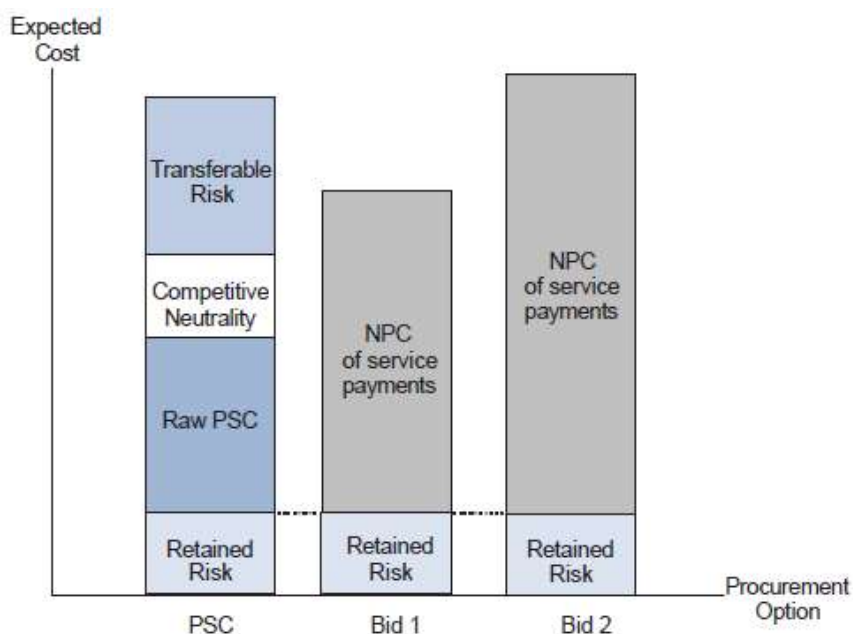 Expected
Cost
Transferable
Risk
Competitive
Neutrality
Raw PSC
Retained
Risk
NPC
of service
payments
Retained
Risk
NPC
of service
payments
Retained
Risk
Procurement
Option
PSC
Bid 1
Bid 2